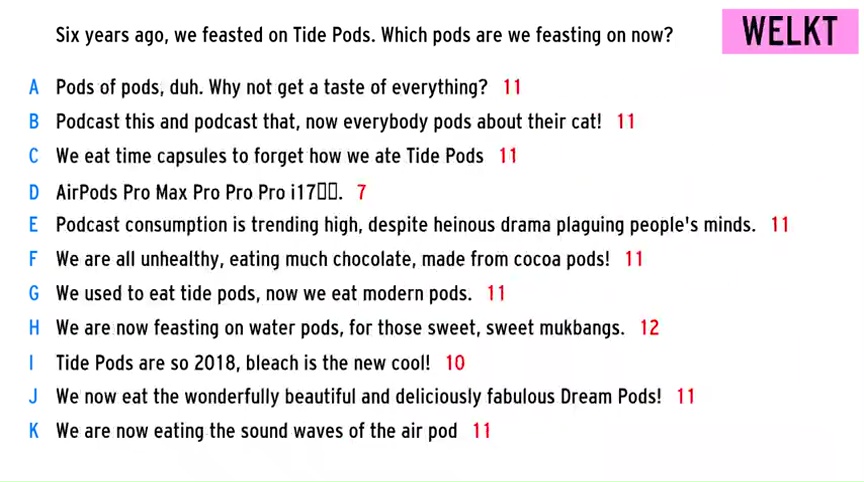 Six years ago, we feasted on Tide Pods. Which pods are we feasting on now?
WELKT
A Pods of pods, duh. Why not get a taste of everything? 11
B Podcast this and podcast that, now everybody pods about their cat! 11
C We eat time capsules to forget how we ate Tide Pods 11
D AirPods Pro Max Pro Pro Pro i17▯▯. 7
E Podcast consumption is trending high, despite heinous drama plaguing people's minds. 11
F We are all unhealthy, eating much chocolate, made from cocoa pods! 11
G We used to eat tide pods, now we eat modern pods. 11
H We are now feasting on water pods, for those sweet, sweet mukbangs. 12
I Tide Pods are so 2018, bleach is the new cool! 10
J We now eat the wonderfully beautiful and deliciously fabulous Dream Pods! 11
K We are now eating the sound waves of the air pod 11